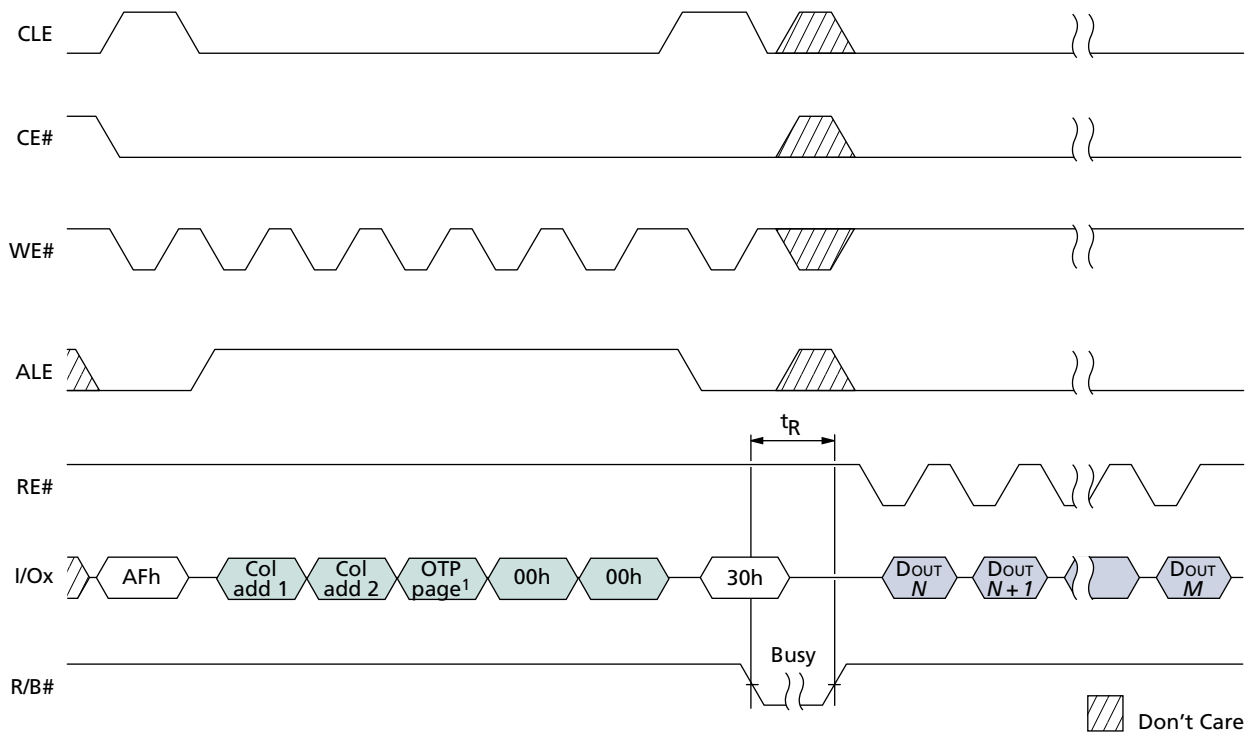 CLE
CE#
WE#
ALE
tR
RE#
I/Ox
AFh
Col
add 1
Col
add 2
OTP
page1
00h
00h
30h
DOUT
N
DOUT
N + 1
DOUT
M
Busy
R/B#
Don't Care